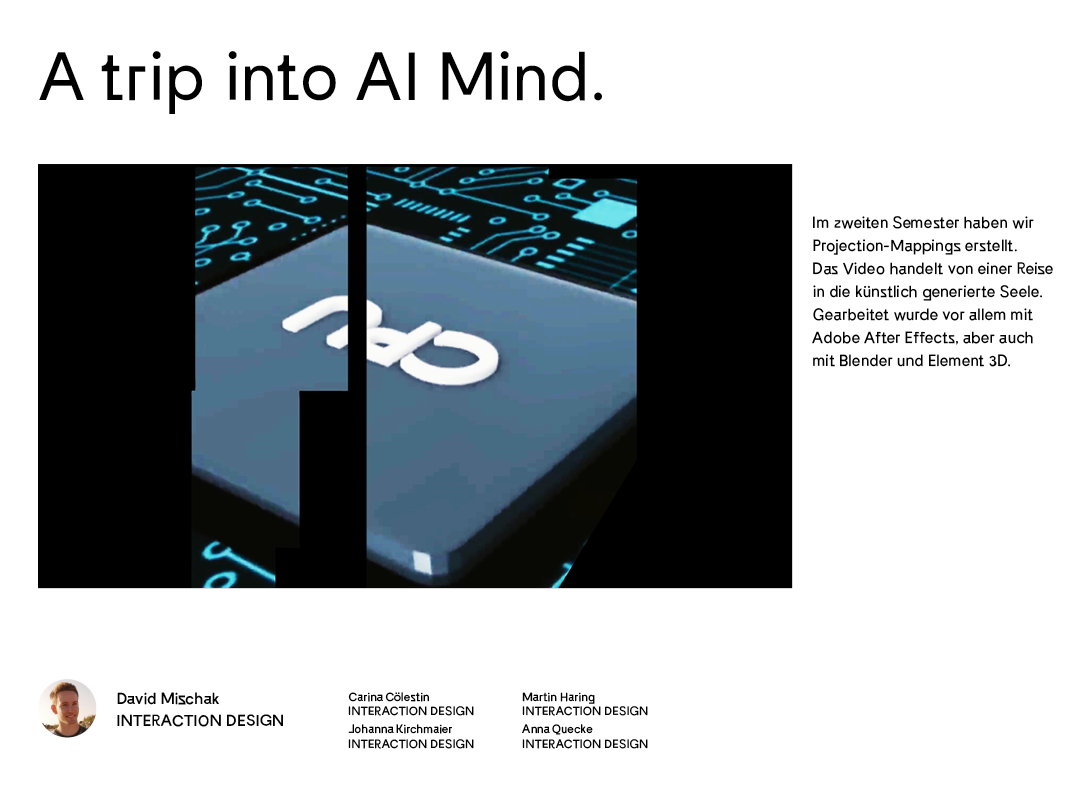 A trip into AI Mind.
CPU
Im zweiten Semester haben wir
Projection-Mappings erstellt.
Das Video handelt von einer Reise
in die künstlich generierte Seele.
Gearbeitet wurde vor allem mit
Adobe After Effects, aber auch
mit Blender und Element 3D.
David Mischak
INTERACTION DESIGN
Carina Cölestin
INTERACTION DESIGN
Johanna Kirchmaier
INTERACTION DESIGN
Martin Haring
INTERACTION DESIGN
Anna Quecke
INTERACTION DESIGN